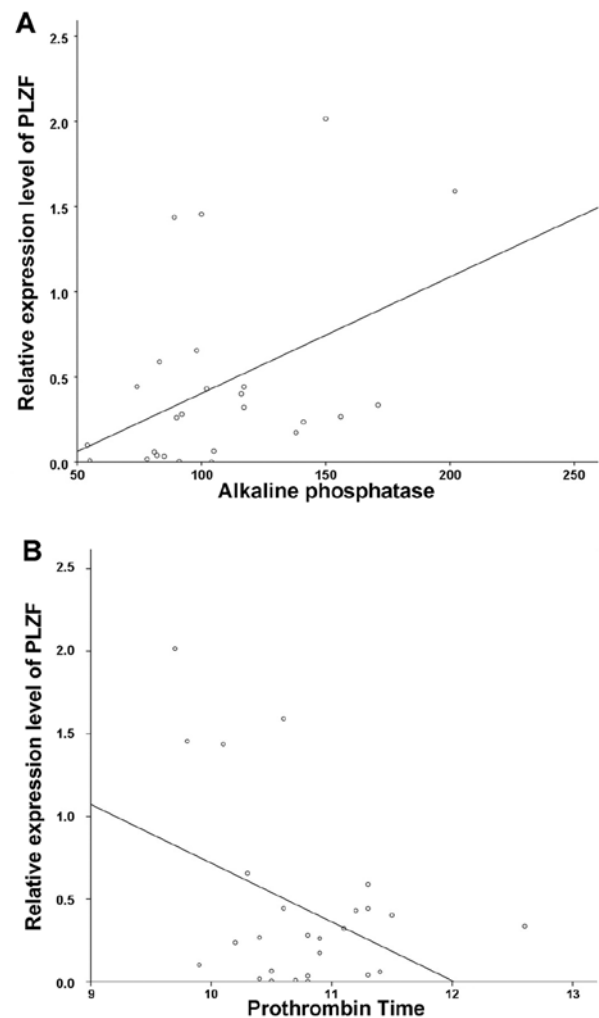 A
Relative expression level of PLZF
2.5
2.0
1.5
1.0
0.5
0.0
50 100 150 200 250
Alkaline phosphatase
B
Relative expression level of PLZF
2.5
2.0
1.5
1.0
0.5
0.0
9 10 11 12 13
Prothrombin Time